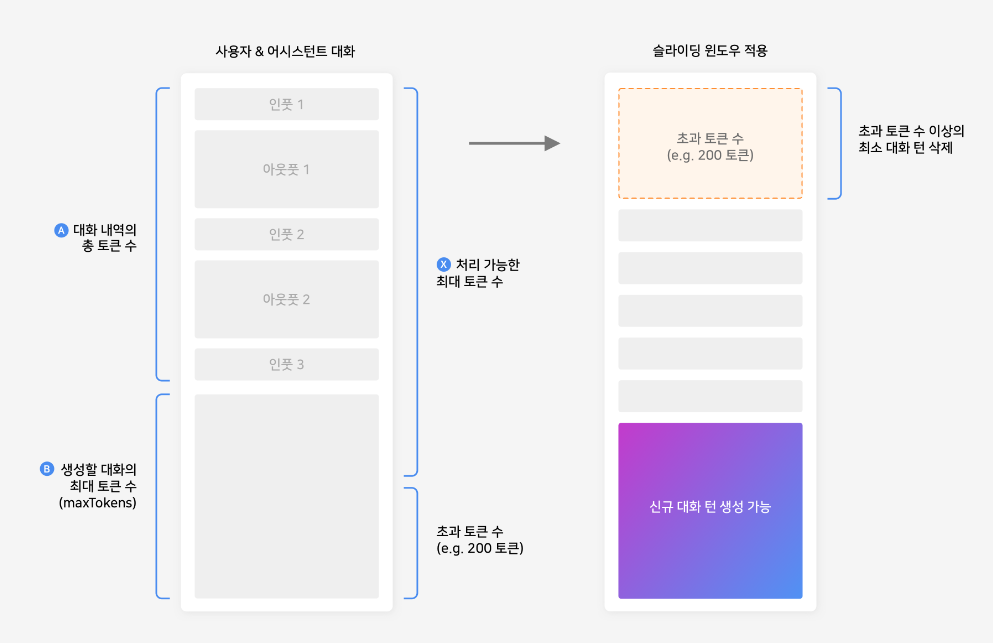 사용자 & 어시스턴트 대화
인풋 1
아웃풋 1
인풋 2
아웃풋 2
인풋 3
A 대화 내역의
총 토큰 수
B 생성할 대화의
최대 토큰 수
(maxTokens)
X 처리 가능한
최대 토큰 수
초과 토큰 수
(e.g. 200 토큰)
슬라이딩 윈도우 적용
초과 토큰 수
(e.g. 200 토큰)
신규 대화 턴 생성 가능
초과 토큰 수 이상의
최소 대화 턴 삭제